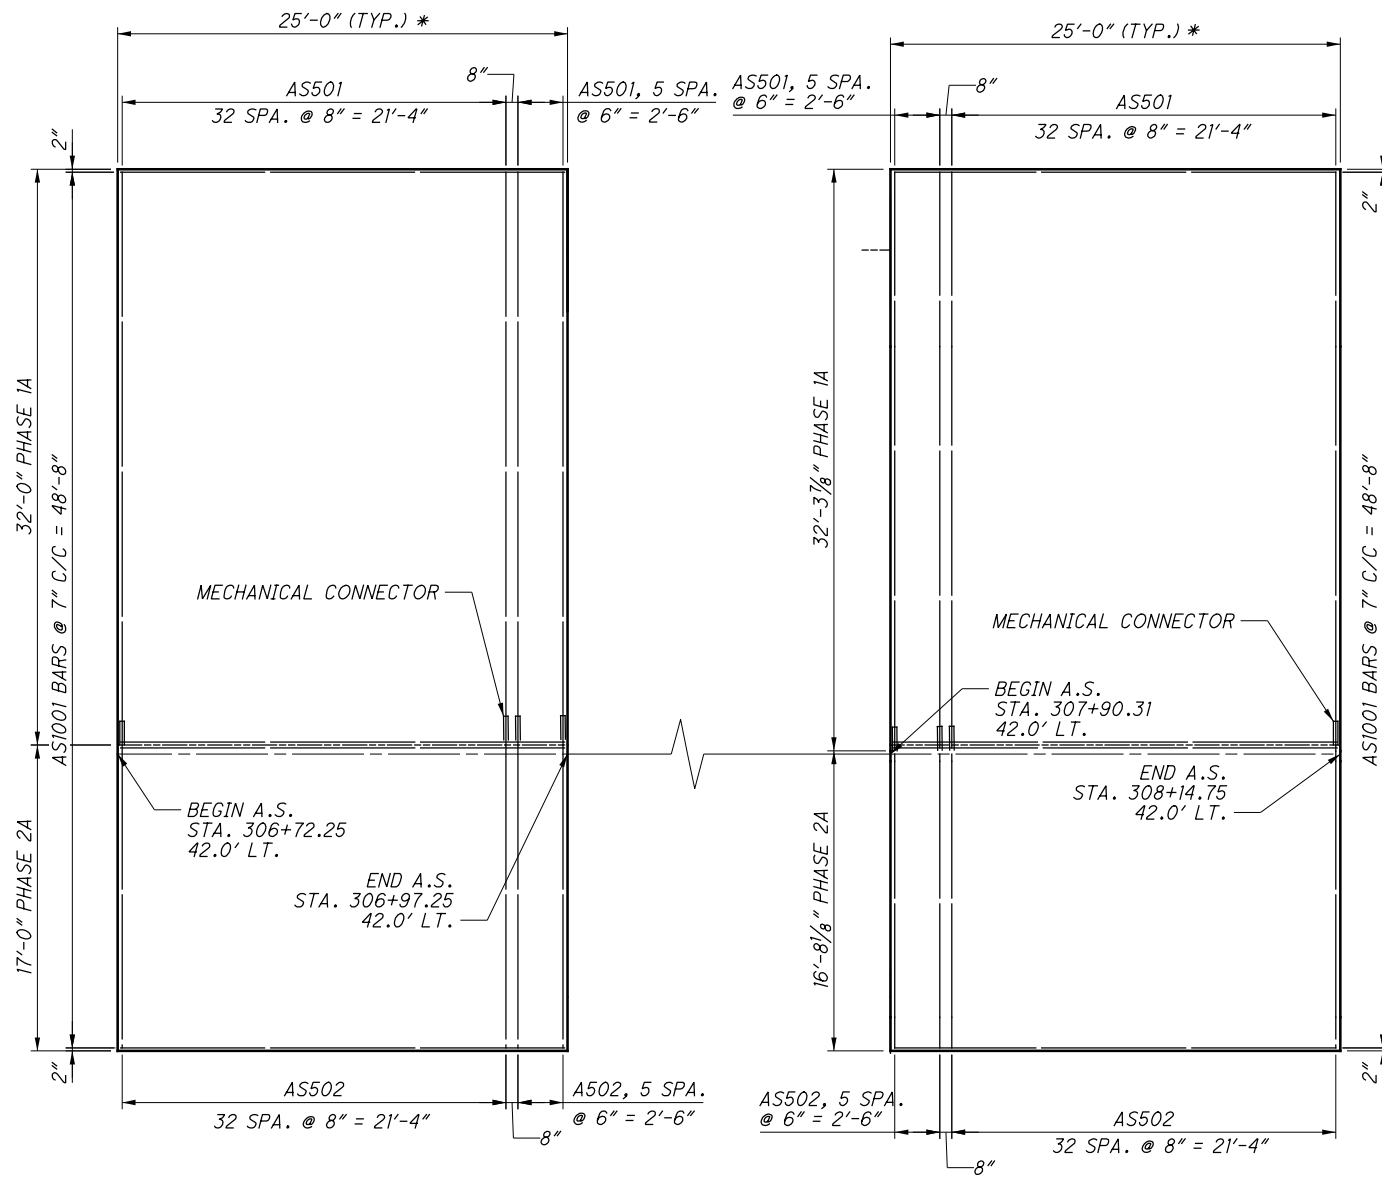 25'-0" (TYP.) *
8"
AS501
32 SPA. @ 8" = 21'-4"
AS501, 5 SPA.
@ 6" = 2'-6"
2"
32'-0" PHASE 1A
AS1001 BARS @ 7" C/C = 48'-8"
17'-0" PHASE 2A
2"
MECHANICAL CONNECTOR
BEGIN A.S.
STA. 306+72.25
42.0' LT.
END A.S.
STA. 306+97.25
42.0' LT.
AS502
32 SPA. @ 8" = 21'-4"
A502, 5 SPA.
@ 6" = 2'-6"
8"
25'-0" (TYP.) *
AS501, 5 SPA.
@ 6" = 2'-6"
8"
AS501
32 SPA. @ 8" = 21'-4"
2"
32'-3⅞" PHASE 1A
16'-8⅛" PHASE 2A
MECHANICAL CONNECTOR
BEGIN A.S.
STA. 307+90.31
42.0' LT.
END A.S.
STA. 308+14.75
42.0' LT.
AS1001 BARS @ 7" C/C = 48'-8"
2"
AS502, 5 SPA.
@ 6" = 2'-6"
AS502
32 SPA. @ 8" = 21'-4"
8"